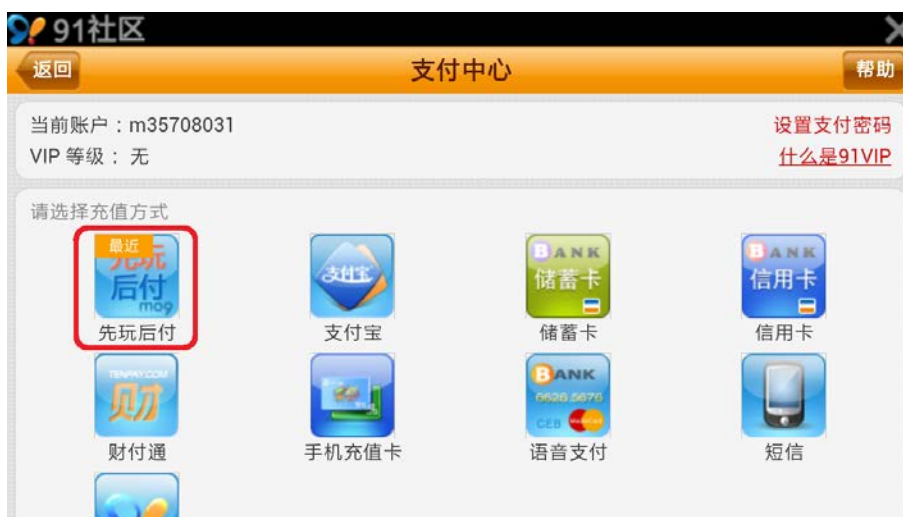 91社区
返回
支付中心
帮助
当前账户：m35708031
设置支付密码
VIP 等级： 无
什么是91VIP
请选择充值方式
最近
先玩
后付
mo9
支付宝
BANK
储蓄卡
BANK
信用卡
先玩后付
支付宝
储蓄卡
信用卡
TENPAY.COM
财
BANK
6628 5676
CEB MasterCard
财付通
手机充值卡
语音支付
短信